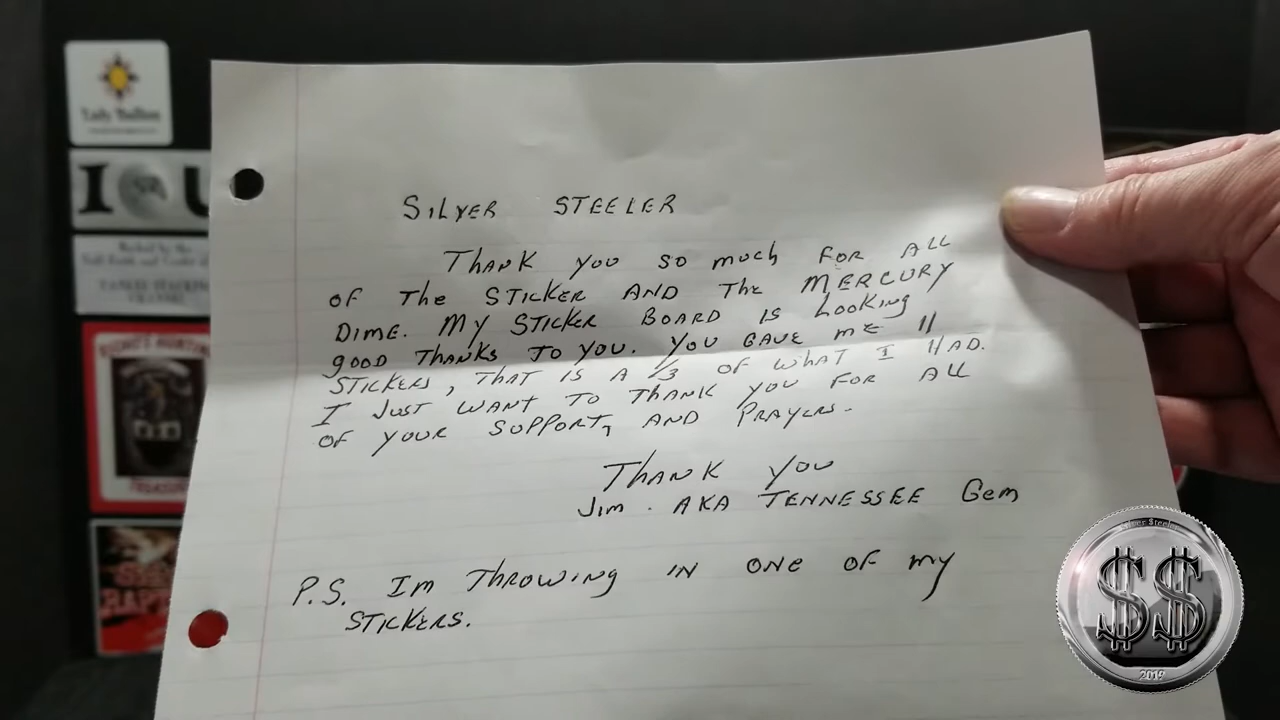 SILVER STEELER
THANK YOU SO MUCH FOR ALL
OF THE STICKER AND THE MERCURY
DIME. MY STICKER BOARD IS LOOKING
GOOD THANKS TO YOU. YOU GAVE ME 11
STICKERS, THAT IS A 1/3 OF WHAT I HAD.
I JUST WANT TO THANK YOU FOR ALL
OF YOUR SUPPORT, AND PRAYERS.
THANK YOU
JIM. AKA TENNESSEE GEM
P.S. IM THROWING IN ONE OF MY
STICKERS.
Lady Bullion
I U
Silver Steeler
$$
2019